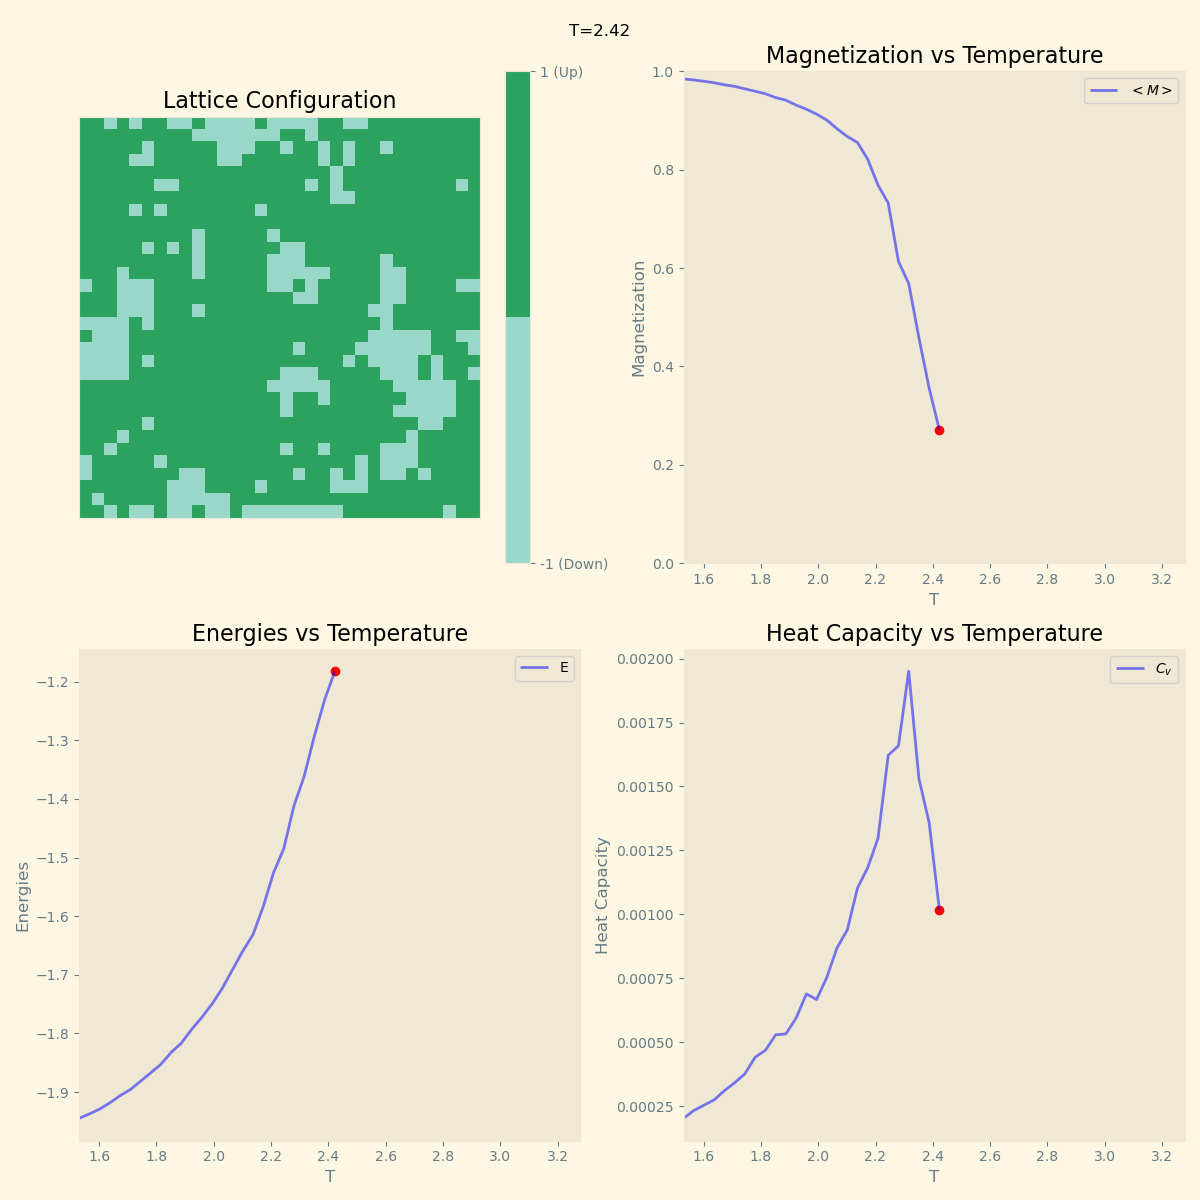 T=2.42
Lattice Configuration
1 (Up)
-1 (Down)
Magnetization vs Temperature
<M>
Magnetization
1.0
0.8
0.6
0.4
0.2
0.0
1.6 1.8 2.0 2.2 2.4 2.6 2.8 3.0 3.2
T
Energies vs Temperature
E
Energies
−1.2
−1.3
−1.4
−1.5
−1.6
−1.7
−1.8
−1.9
1.6 1.8 2.0 2.2 2.4 2.6 2.8 3.0 3.2
T
Heat Capacity vs Temperature
Cv
Heat Capacity
0.00200
0.00175
0.00150
0.00125
0.00100
0.00075
0.00050
0.00025
1.6 1.8 2.0 2.2 2.4 2.6 2.8 3.0 3.2
T